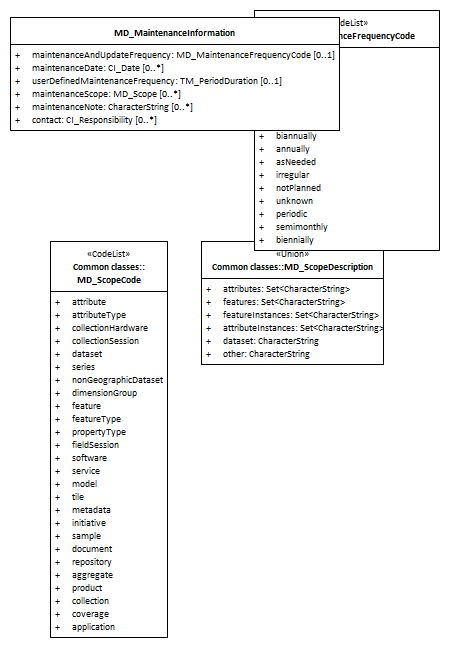 MD_MaintenanceInformation
+ maintenanceAndUpdateFrequency: MD_MaintenanceFrequencyCode [0..1]
+ maintenanceDate: CI_Date [0..*]
+ userDefinedMaintenanceFrequency: TM_PeriodDuration [0..1]
+ maintenanceScope: MD_Scope [0..*]
+ maintenanceNote: CharacterString [0..*]
+ contact: CI_Responsibility [0..*]
deList»
nceFrequencyCode
+ biannually
+ annually
+ asNeeded
+ irregular
+ notPlanned
+ unknown
+ periodic
+ semimonthly
+ biennially
«CodeList»
Common classes::
MD_ScopeCode
+ attribute
+ attributeType
+ collectionHardware
+ collectionSession
+ dataset
+ series
+ nonGeographicDataset
+ dimensionGroup
+ feature
+ featureType
+ propertyType
+ fieldSession
+ software
+ service
+ model
+ tile
+ metadata
+ initiative
+ sample
+ document
+ repository
+ aggregate
+ product
+ collection
+ coverage
+ application
«Union»
Common classes::MD_ScopeDescription
+ attributes: Set<CharacterString>
+ features: Set<CharacterString>
+ featureInstances: Set<CharacterString>
+ attributeInstances: Set<CharacterString>
+ dataset: CharacterString
+ other: CharacterString